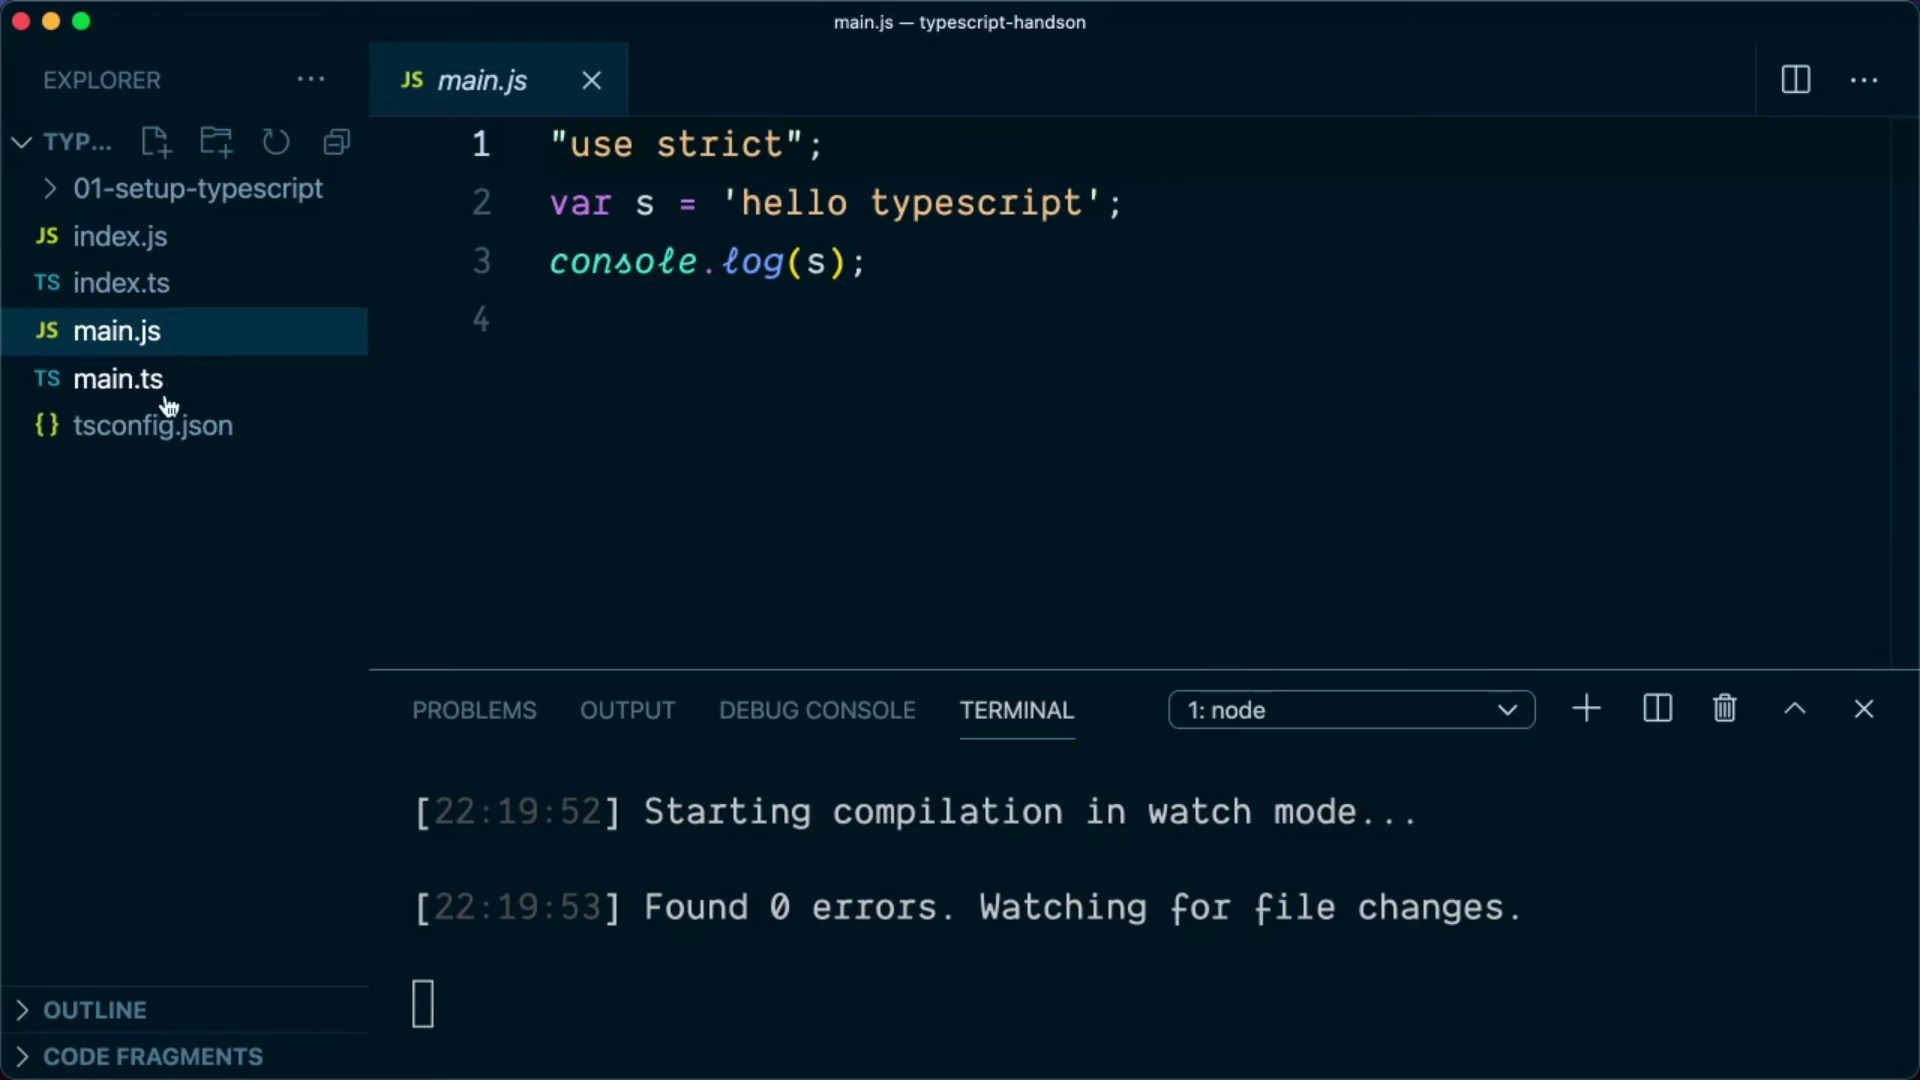 main.js — typescript-handson
EXPLORER
JS main.js
TYP...
01-setup-typescript
JS index.js
TS index.ts
JS main.js
TS main.ts
{} tsconfig.json
1 "use strict";
2 var s = 'hello typescript';
3 console.log(s);
4
PROBLEMS OUTPUT DEBUG CONSOLE TERMINAL 1: node
[22:19:52] Starting compilation in watch mode...
[22:19:53] Found 0 errors. Watching for file changes.
OUTLINE
CODE FRAGMENTS